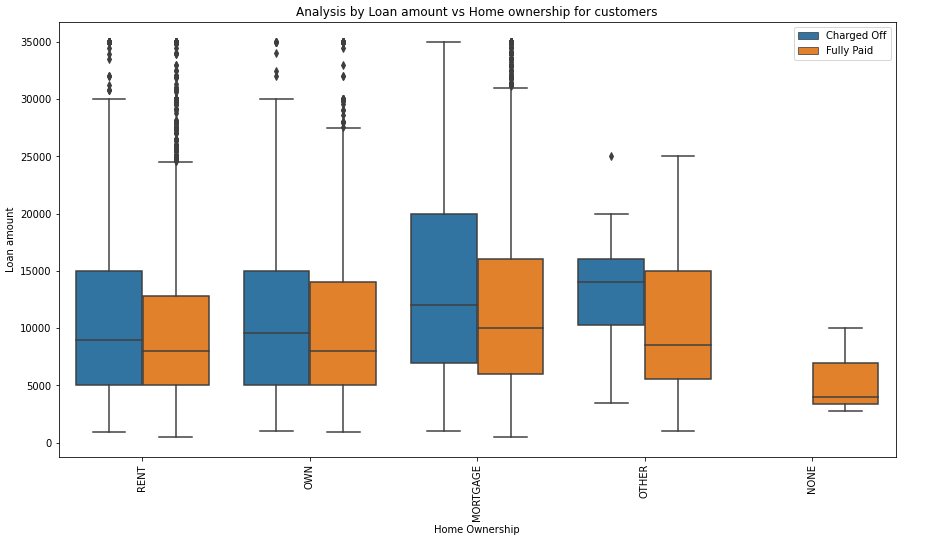 Analysis by Loan amount vs Home ownership for customers
Charged Off
Fully Paid
35000
30000
25000
20000
15000
10000
5000
0
Loan amount
RENT
OWN
MORTGAGE
OTHER
NONE
Home Ownership